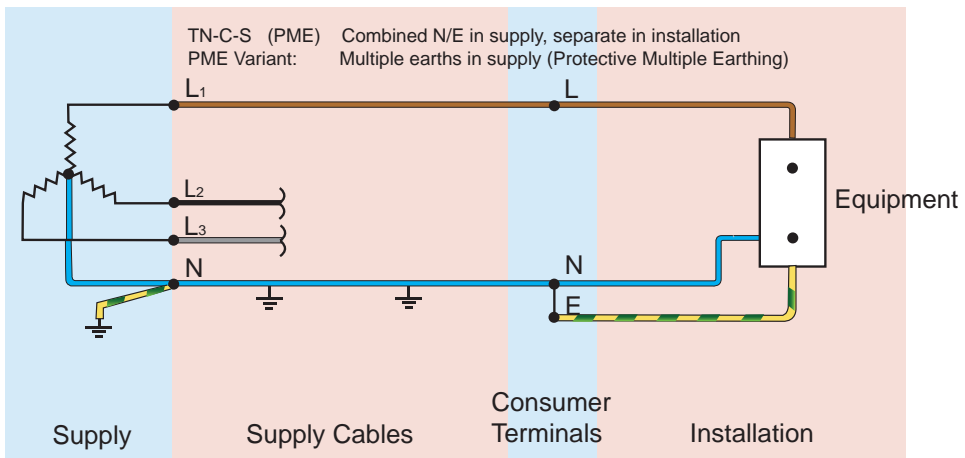 TN-C-S (PME) Combined N/E in supply, separate in installation
PME Variant: Multiple earths in supply (Protective Multiple Earthing)
L1
L
L2
Equipment
L3
N
N
E
Supply
Supply Cables
Consumer
Terminals
Installation